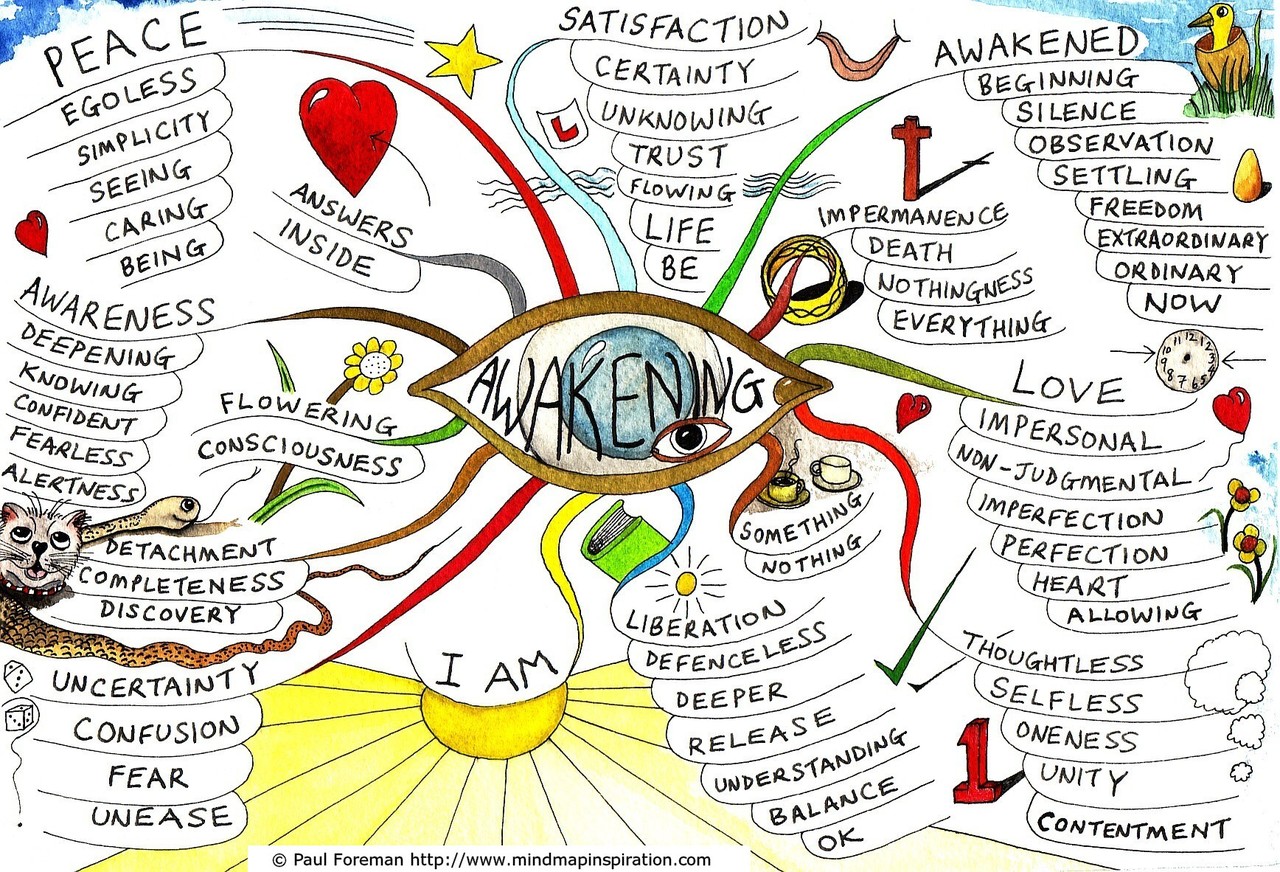 PEACE
EGOLESS
SIMPLICITY
SEEING
CARING
BEING
ANSWERS
INSIDE
SATISFACTION
CERTAINTY
UNKNOWING
TRUST
FLOWING
LIFE
BE
L
AWAKENED
BEGINNING
SILENCE
OBSERVATION
SETTLING
FREEDOM
EXTRAORDINARY
ORDINARY
NOW
IMPERMANENCE
DEATH
NOTHINGNESS
EVERYTHING
AWARENESS
DEEPENING
KNOWING
CONFIDENT
FEARLESS
ALERTNESS
FLOWERING
CONSCIOUSNESS
AWAKENING
LOVE
IMPERSONAL
NON-JUDGMENTAL
IMPERFECTION
PERFECTION
HEART
ALLOWING
SOMETHING
NOTHING
DETACHMENT
COMPLETENESS
DISCOVERY
UNCERTAINTY
CONFUSION
FEAR
UNEASE
I AM
LIBERATION
DEFENCELESS
DEEPER
RELEASE
UNDERSTANDING
BALANCE
OK
THOUGHTLESS
SELFLESS
ONENESS
UNITY
CONTENTMENT
1
© Paul Foreman http://www.mindmapinspiration.com